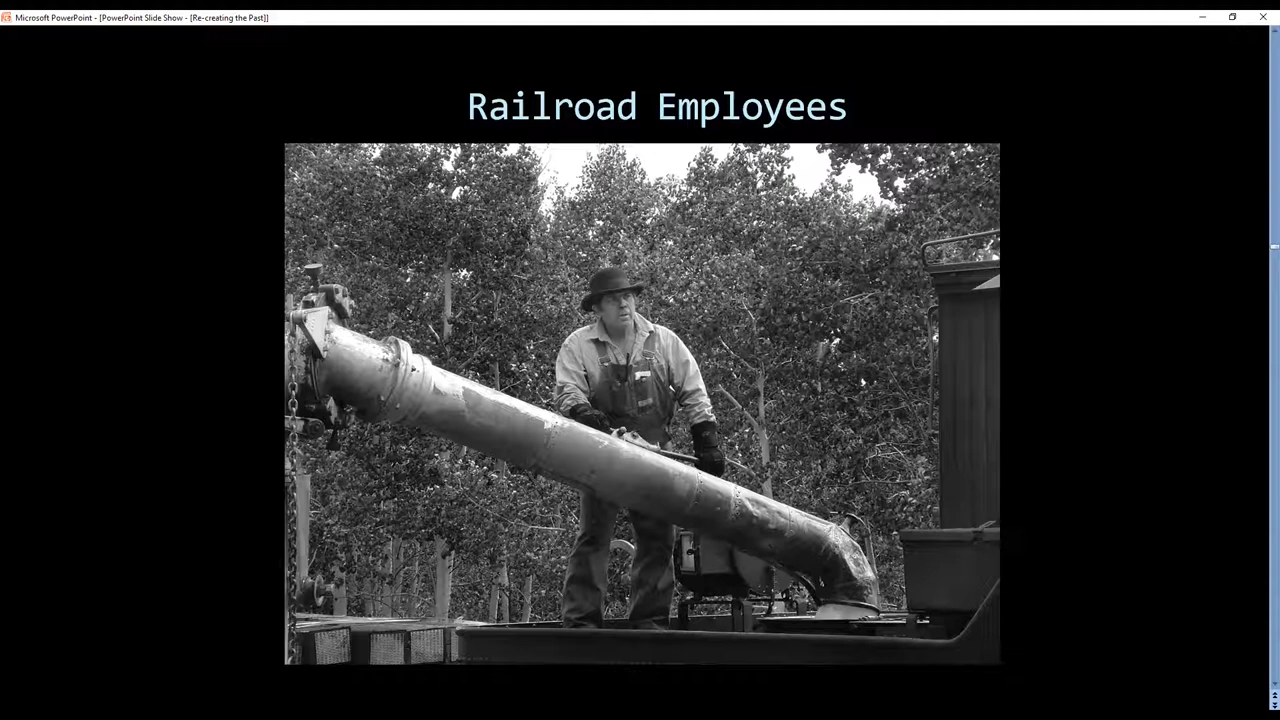 Microsoft PowerPoint - [PowerPoint Slide Show - [Re-creating the Past]]
Railroad Employees